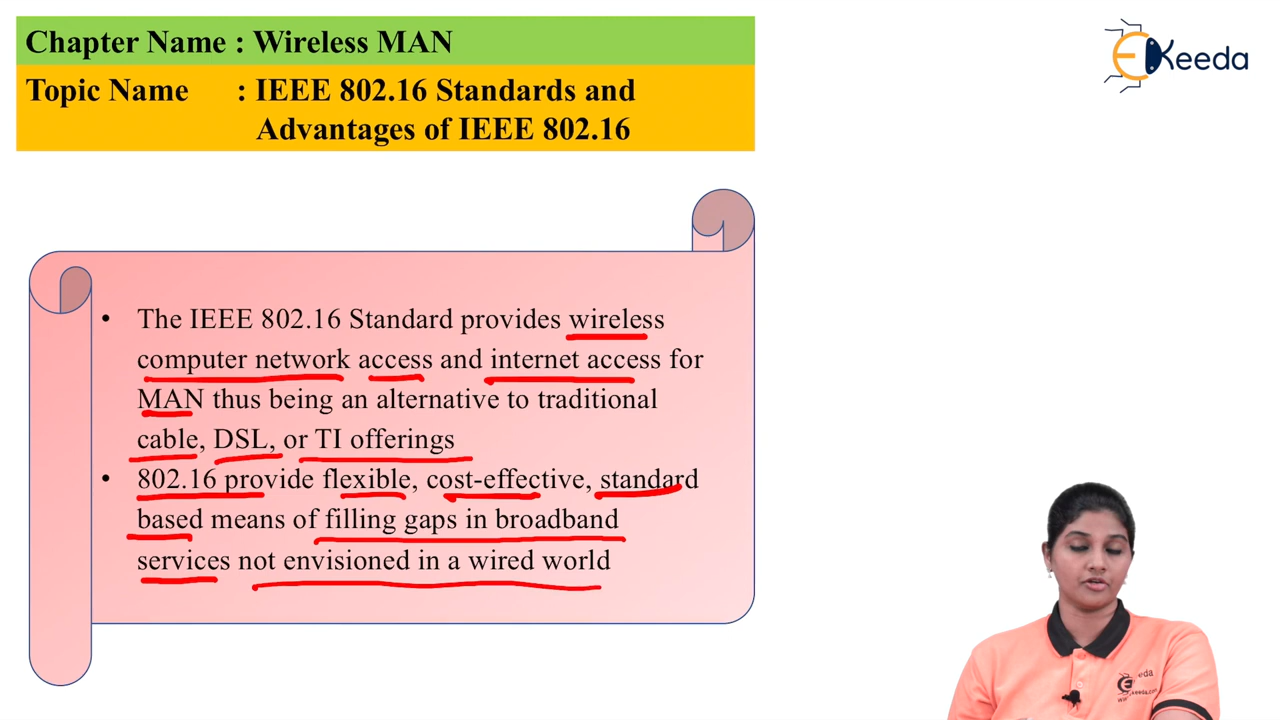 Chapter Name : Wireless MAN
Topic Name : IEEE 802.16 Standards and
Advantages of IEEE 802.16
EKeeda
• The IEEE 802.16 Standard provides wireless
computer network access and internet access for
MAN thus being an alternative to traditional
cable, DSL, or TI offerings
• 802.16 provide flexible, cost-effective, standard
based means of filling gaps in broadband
services not envisioned in a wired world